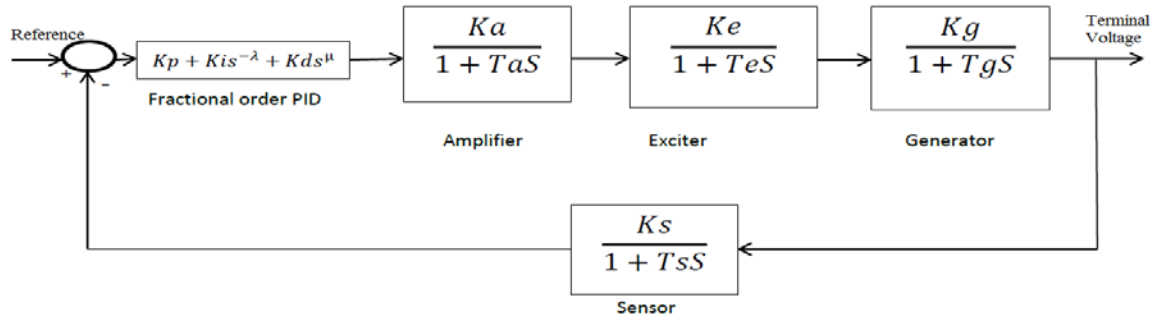 Reference
+
-
Kp + Kis^{-λ} + Kds^{μ}
Fractional order PID
Ka
1 + TaS
Amplifier
Ke
1 + TeS
Exciter
Kg
1 + TgS
Generator
Terminal
Voltage
Ks
1 + TsS
Sensor